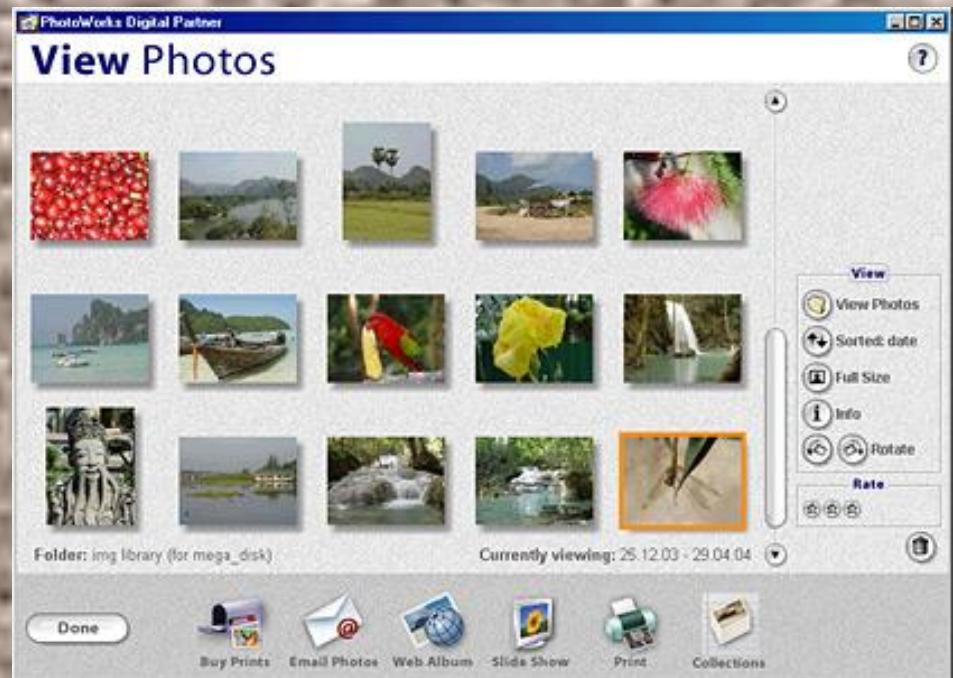 PhotoWorks Digital Partner
View Photos
?
View
View Photos
Sorted: date
Full Size
i Info
Rotate
Rate
Folder: img library (for mega_disk)
Currently viewing: 25.12.03 - 29.04.04
Done
@
Buy Prints
Email Photos
Web Album
Slide Show
Print
Collections